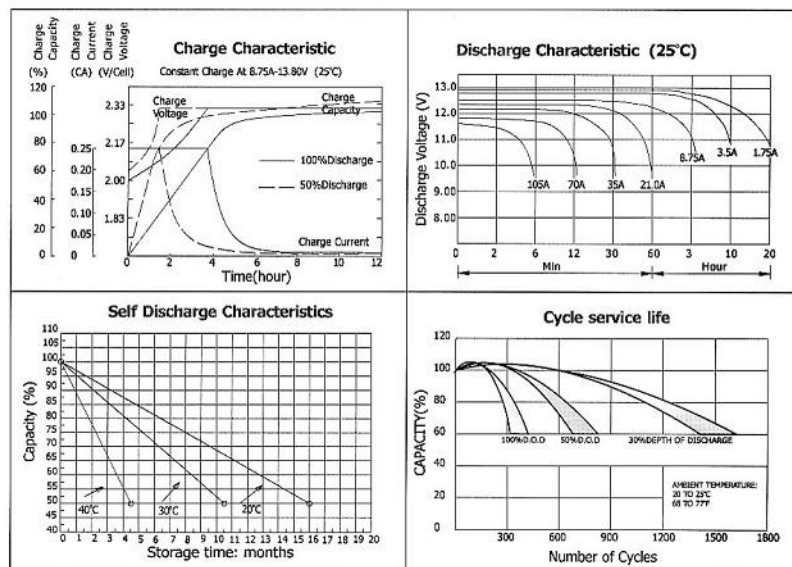 Charge Capacity
Charge Current
Charge Voltage
Charge Characteristic
(%) (CA) (V/Cell) Constant Charge At 8.75A-13.80V (25°C)
120
100
80
60
40
20
0
0.25
0.20
0.15
0.10
0.05
0
2.33
2.17
2.00
1.83
Charge Voltage
Charge Capacity
100%Discharge
50%Discharge
Charge Current
0 2 4 6 8 10 12
Time(hour)
Discharge Characteristic (25°C)
Discharge Voltage (V)
13.0
12.0
11.0
10.0
9.00
8.00
7.00
105A 70A 35A 21.0A 8.75A 3.5A 1.75A
0 2 6 12 30 60 3 10 20
Min Hour
Self Discharge Characteristics
Capacity (%)
110
100
90
80
70
60
50
40
40°C 30°C 20°C
0 1 2 3 4 5 6 7 8 9 10 11 12 13 14 15 16 17 18 19 20
Storage time: months
Cycle service life
CAPACITY(%)
120
100
80
60
40
20
0
100%D.O.D 50%D.O.D 30%DEPTH OF DISCHARGE
AMBIENT TEMPERATURE:
20 TO 25°C
68 TO 77°F
300 600 900 1200 1500 1800
Number of Cycles